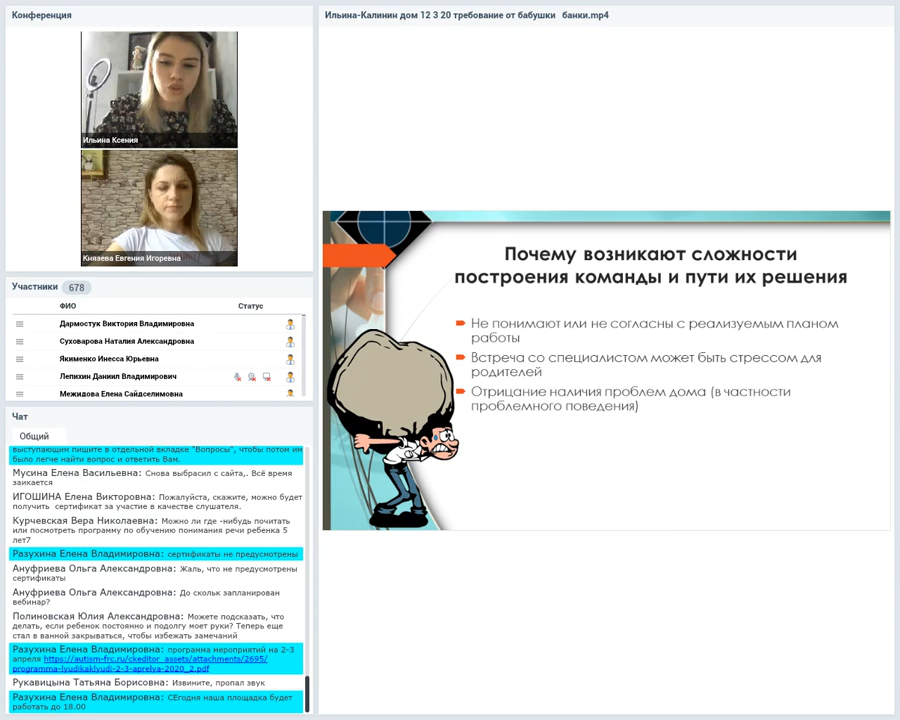 Конференция
Ильина Ксения
Князева Евгения Игоревна
Участники 678
ФИО Статус
Дармостук Виктория Владимировна
Суховарова Наталия Александровна
Якименко Инесса Юрьевна
Лепихин Даниил Владимирович
Межидова Елена Сайдселимовна
Чат
Общий
выступающим пишите в отдельной вкладке "Вопросы", чтобы потом им
было легче найти вопрос и ответить Вам.
Мусина Елена Васильевна: Снова выбрасил с сайта,. Всё время
заикается
ИГОШИНА Елена Викторовна: Пожалуйста, скажите, можно будет
получить сертификат за участие в качестве слушателя.
Курчевская Вера Николаевна: Можно ли где -нибудь почитать
или посмотреть программу по обучению понимания речи ребенка 5
лет7
Разухина Елена Владимировна: сертификаты не предусмотрены
Ануфриева Ольга Александровна: Жаль, что не предусмотрены
сертификаты
Ануфриева Ольга Александровна: До скольк запланирован
вебинар?
Полиновская Юлия Александровна: Можете подсказать, что
делать, если ребенок постоянно и подолгу моет руки? Теперь еще
стал в ванной закрываться, чтобы избежать замечаний
Разухина Елена Владимировна: программа мероприятий на 2-3
апреля https://autism-frc.ru/ckeditor_assets/attachments/2695/
programma-lyudikaklyudi-2-3-aprelya-2020_2.pdf
Рукавицына Татьяна Борисовна: Извините, пропал звук
Разухина Елена Владимировна: СЕгодня наша площадка будет
работать до 18.00
Ильина-Калинин дом 12 3 20 требование от бабушки банки.mp4
Почему возникают сложности
построения команды и пути их решения
Не понимают или не согласны с реализуемым планом
работы
Встреча со специалистом может быть стрессом для
родителей
Отрицание наличия проблем дома (в частности
проблемного поведения)